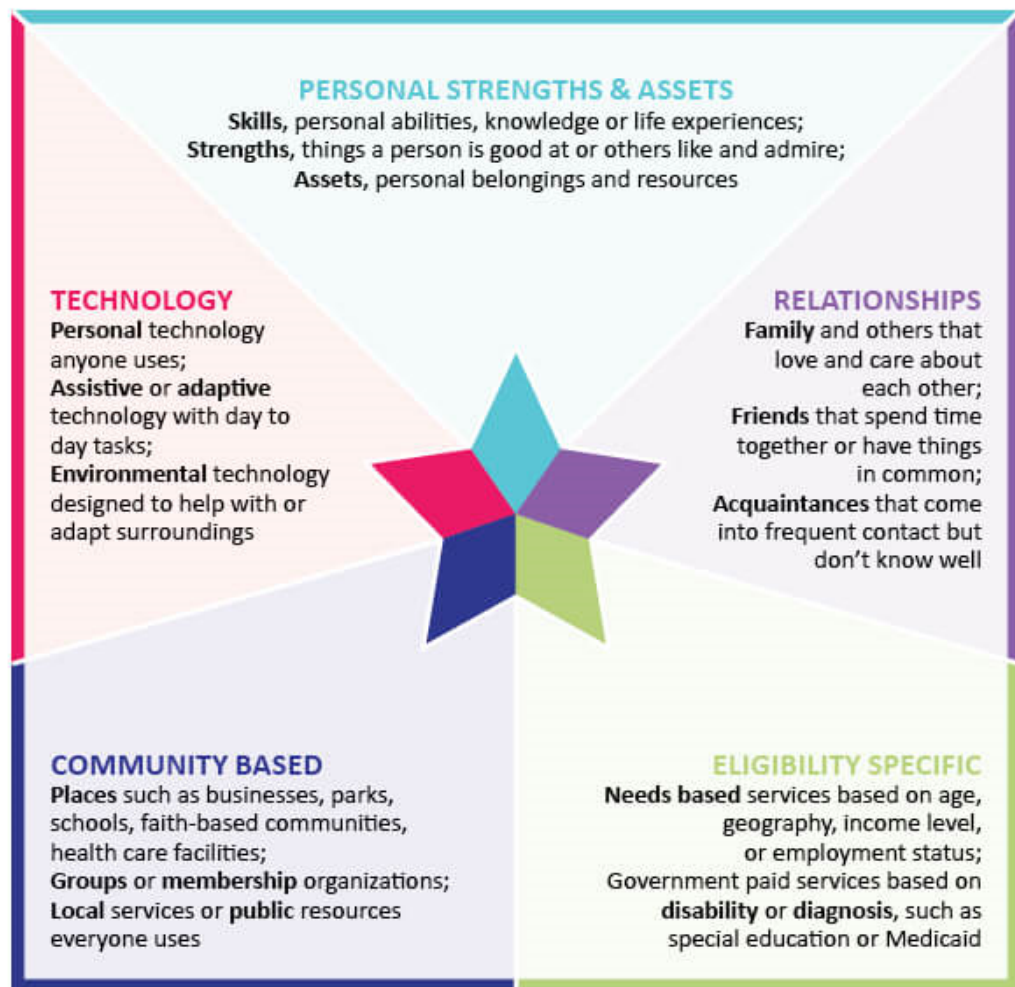 PERSONAL STRENGTHS & ASSETS
Skills, personal abilities, knowledge or life experiences;
Strengths, things a person is good at or others like and admire;
Assets, personal belongings and resources
TECHNOLOGY
Personal technology
anyone uses;
Assistive or adaptive
technology with day to
day tasks;
Environmental technology
designed to help with or
adapt surroundings
RELATIONSHIPS
Family and others that
love and care about
each other;
Friends that spend time
together or have things
in common;
Acquaintances that come
into frequent contact but
don't know well
COMMUNITY BASED
Places such as businesses, parks,
schools, faith-based communities,
health care facilities;
Groups or membership organizations;
Local services or public resources
everyone uses
ELIGIBILITY SPECIFIC
Needs based services based on age,
geography, income level,
or employment status;
Government paid services based on
disability or diagnosis, such as
special education or Medicaid